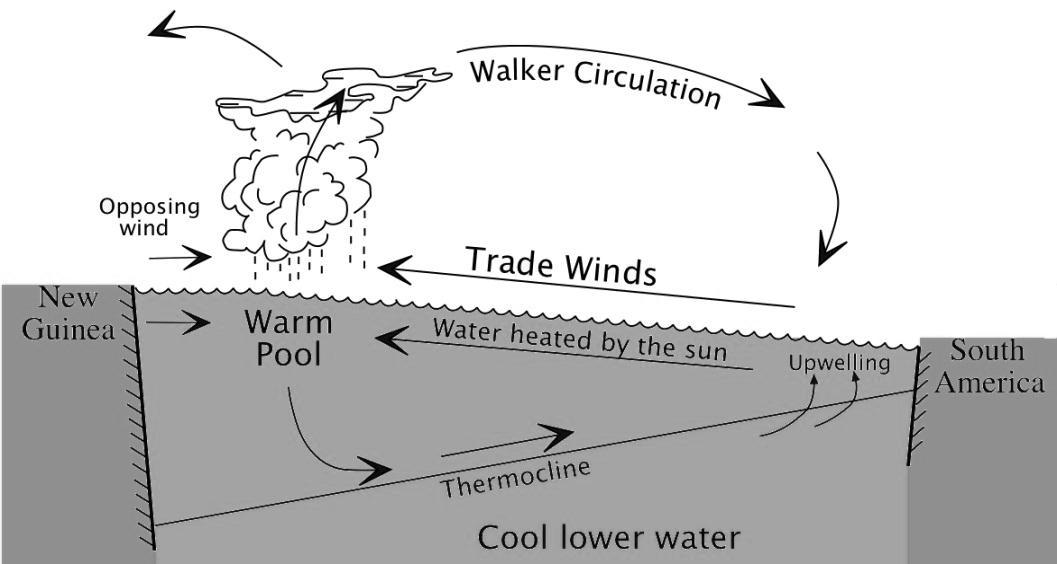 Walker Circulation
Opposing
wind
Trade Winds
New
Guinea
Warm
Pool
Water heated by the sun
Upwelling
South
America
Thermocline
Cool lower water